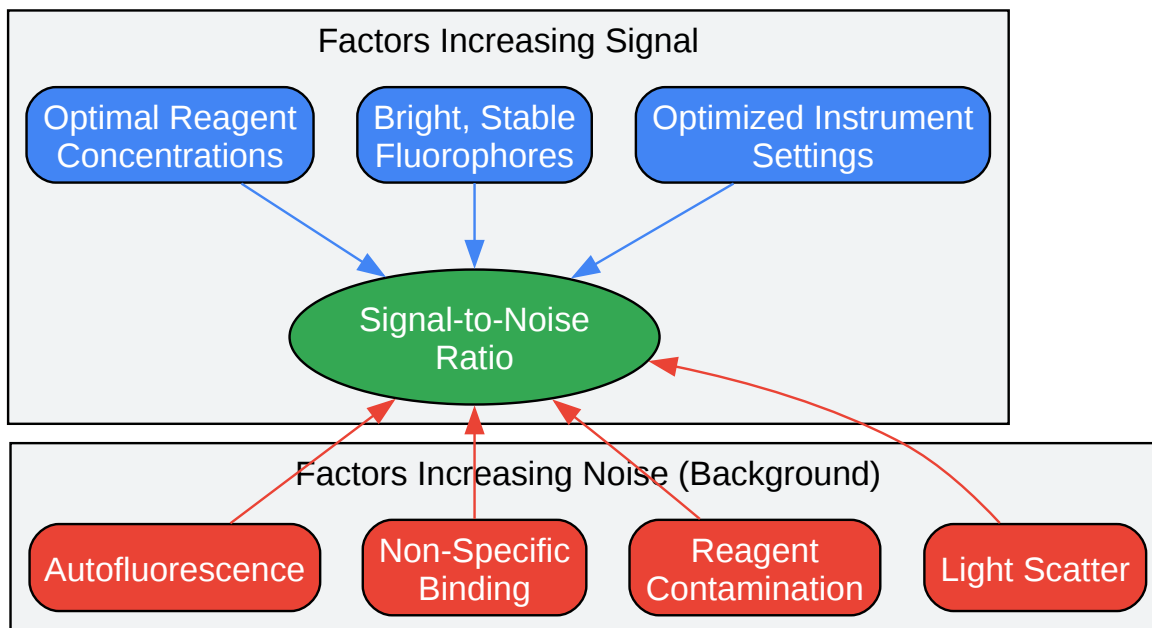 Factors Increasing Signal
Optimal Reagent
Concentrations
Bright, Stable
Fluorophores
Optimized Instrument
Settings
Signal-to-Noise
Ratio
Factors Increasing Noise (Background)
Autofluorescence
Non-Specific
Binding
Reagent
Contamination
Light Scatter